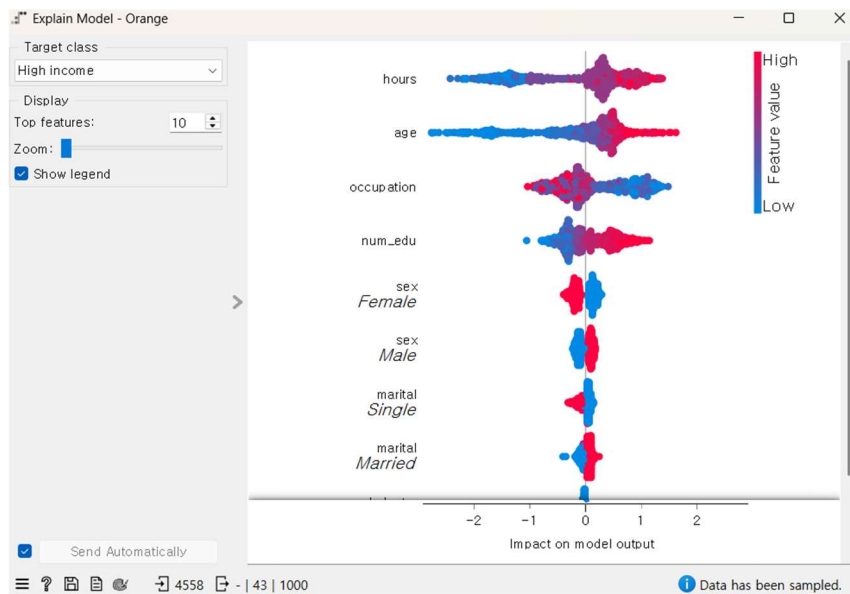 Explain Model - Orange
Target class
High income
Display
Top features: 10
Zoom:
Show legend
Send Automatically
hours
age
occupation
num_edu
sex
Female
sex
Male
marital
Single
marital
Married
High
Feature value
Low
-2 -1 0 1 2
Impact on model output
4558 - | 43 | 1000
Data has been sampled.